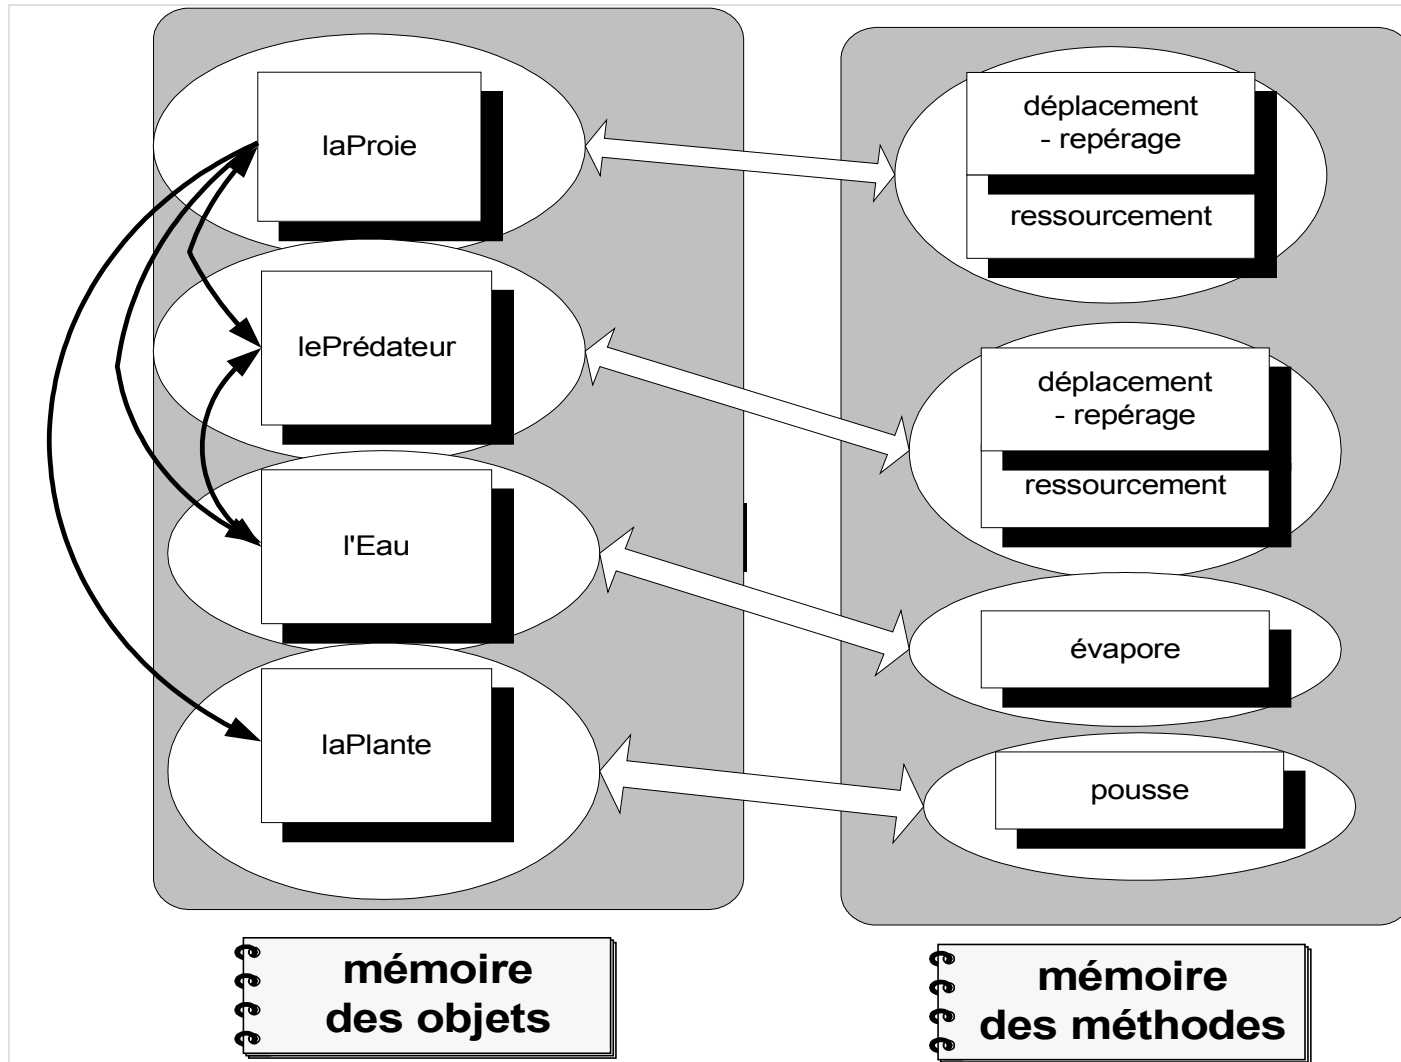 laProie
lePrédateur
l'Eau
laPlante
mémoire
des objets
déplacement
- repérage
ressourcement
déplacement
- repérage
ressourcement
évapore
pousse
mémoire
des méthodes